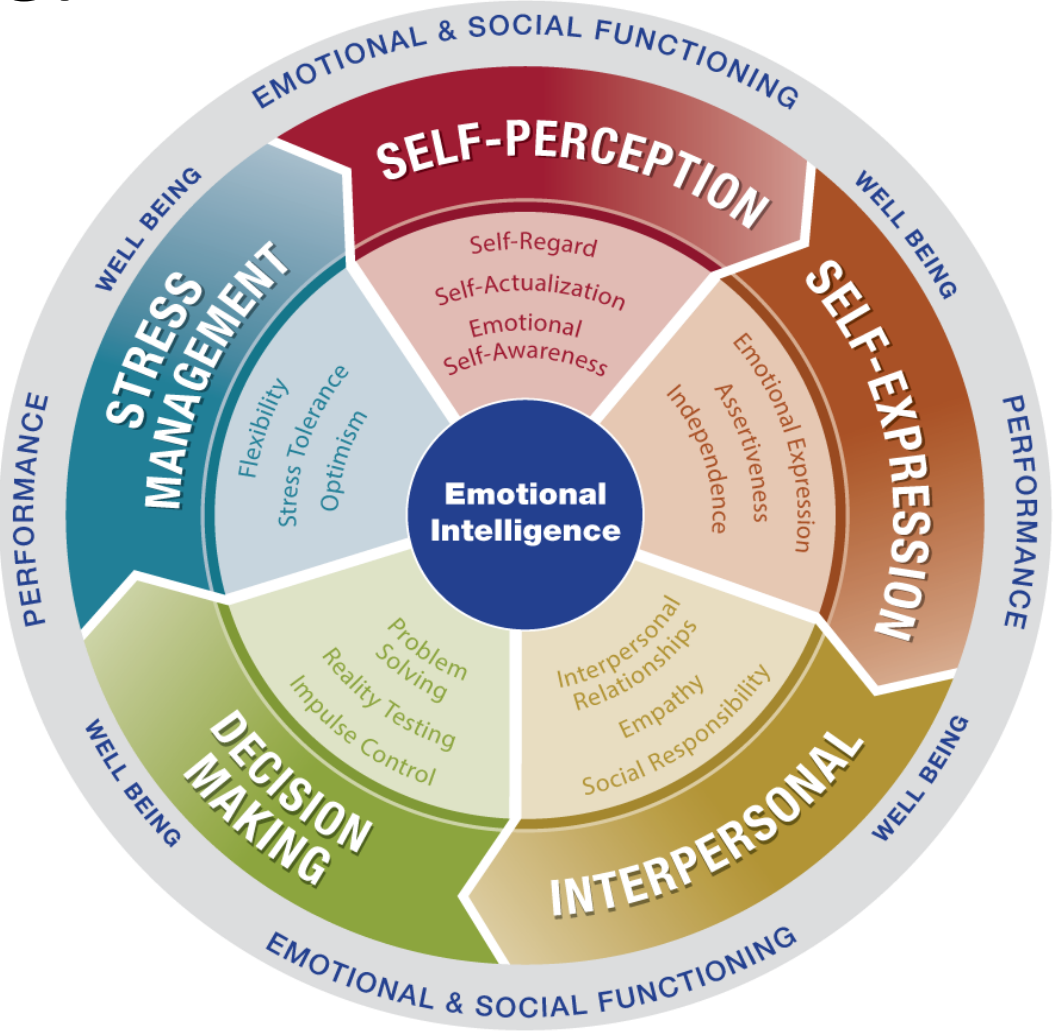 EMOTIONAL & SOCIAL FUNCTIONING
WELL BEING
WELL BEING
PERFORMANCE
PERFORMANCE
WELL BEING
WELL BEING
EMOTIONAL & SOCIAL FUNCTIONING
SELF-PERCEPTION
Self-Regard
Self-Actualization
Emotional
Self-Awareness
SELF-EXPRESSION
Emotional Expression
Assertiveness
Independence
INTERPERSONAL
Interpersonal
Relationships
Empathy
Social Responsibility
DECISION
MAKING
Problem
Solving
Reality Testing
Impulse Control
STRESS
MANAGEMENT
Flexibility
Stress Tolerance
Optimism
Emotional
Intelligence